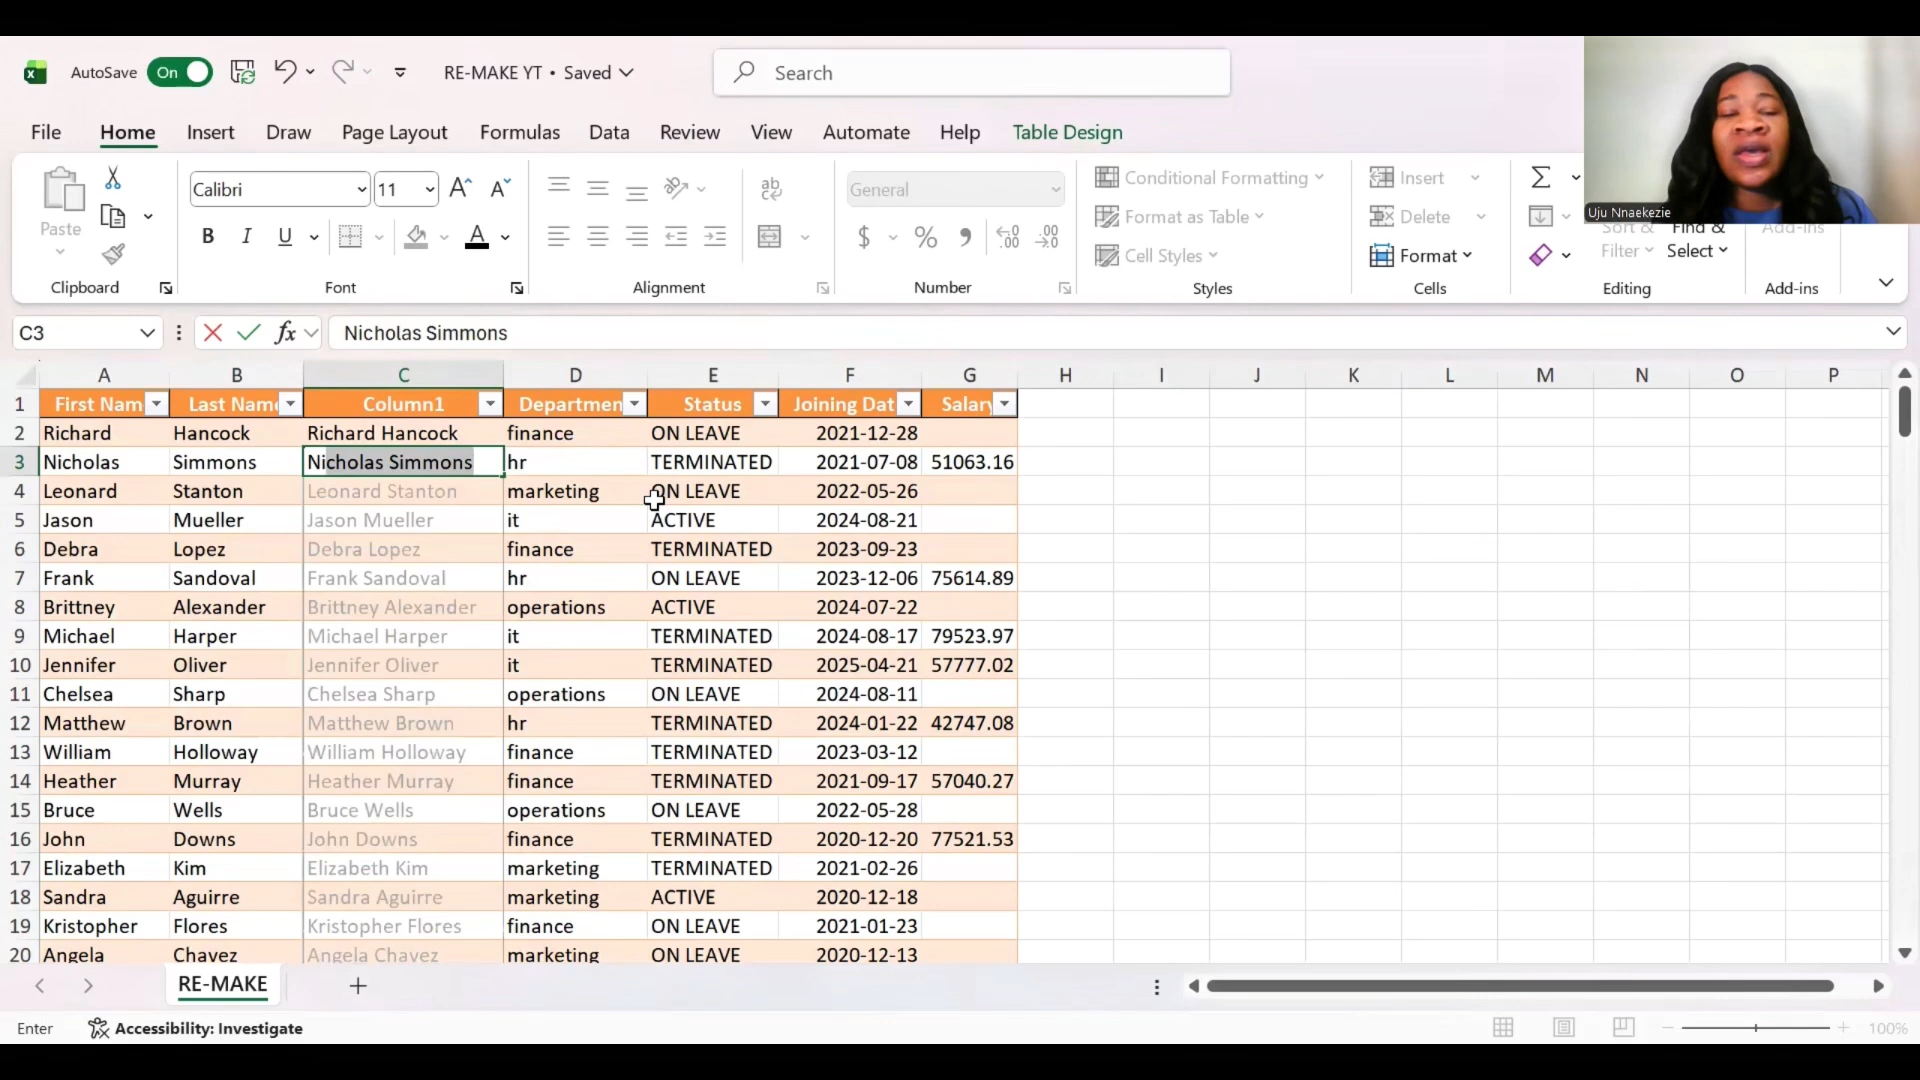 AutoSave On RE-MAKE YT • Saved Search
File Home Insert Draw Page Layout Formulas Data Review View Automate Help Table Design
Uju Nnaekezie
Paste Calibri 11 General Conditional Formatting Format as Table Cell Styles Insert Delete Format Sort & Filter Find & Select Add-ins
B I U A ab $ % 9
Clipboard Font Alignment Number Styles Cells Editing Add-ins
C3 fx Nicholas Simmons
A B C D E F G H I J K L M N O P
1 First Nam Last Name Column1 Departmen Status Joining Dat Salary
2 Richard Hancock Richard Hancock finance ON LEAVE 2021-12-28
3 Nicholas Simmons Nicholas Simmons hr TERMINATED 2021-07-08 51063.16
4 Leonard Stanton Leonard Stanton marketing ON LEAVE 2022-05-26
5 Jason Mueller Jason Mueller it ACTIVE 2024-08-21
6 Debra Lopez Debra Lopez finance TERMINATED 2023-09-23
7 Frank Sandoval Frank Sandoval hr ON LEAVE 2023-12-06 75614.89
8 Brittney Alexander Brittney Alexander operations ACTIVE 2024-07-22
9 Michael Harper Michael Harper it TERMINATED 2024-08-17 79523.97
10 Jennifer Oliver Jennifer Oliver it TERMINATED 2025-04-21 57777.02
11 Chelsea Sharp Chelsea Sharp operations ON LEAVE 2024-08-11
12 Matthew Brown Matthew Brown hr TERMINATED 2024-01-22 42747.08
13 William Holloway William Holloway finance TERMINATED 2023-03-12
14 Heather Murray Heather Murray finance TERMINATED 2021-09-17 57040.27
15 Bruce Wells Bruce Wells operations ON LEAVE 2022-05-28
16 John Downs John Downs finance TERMINATED 2020-12-20 77521.53
17 Elizabeth Kim Elizabeth Kim marketing TERMINATED 2021-02-26
18 Sandra Aguirre Sandra Aguirre marketing ACTIVE 2020-12-18
19 Kristopher Flores Kristopher Flores finance ON LEAVE 2021-01-23
20 Angela Chavez Angela Chavez marketing ON LEAVE 2020-12-13
RE-MAKE
Enter Accessibility: Investigate 100%